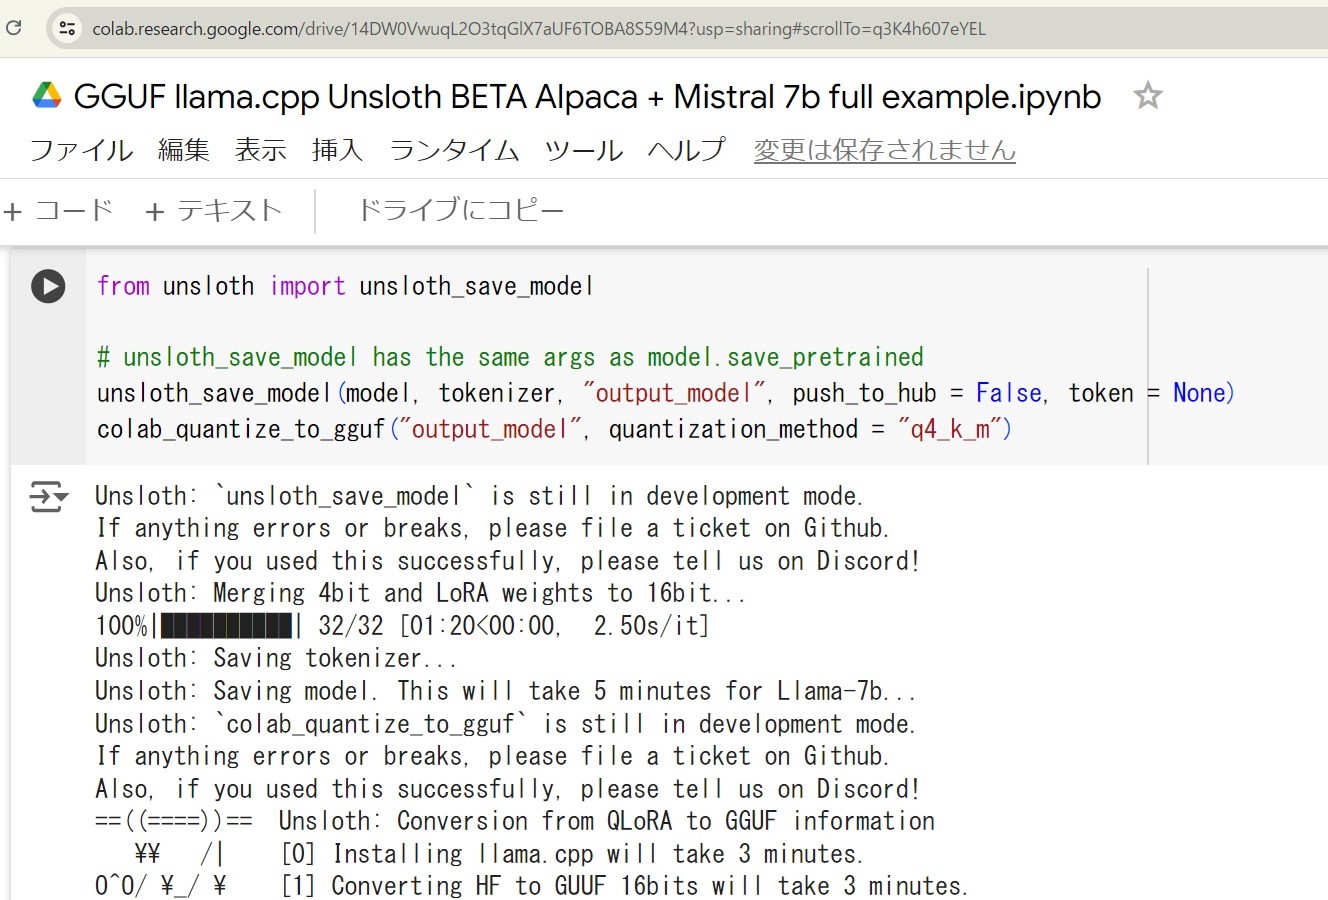 colab.research.google.com/drive/14DW0VwuqL2O3tqGlX7aUF6TOBA8S59M4?usp=sharing#scrollTo=q3K4h607eYEL
GGUF llama.cpp Unsloth BETA Alpaca + Mistral 7b full example.ipynb
ファイル 編集 表示 挿入 ランタイム ツール ヘルプ 変更は保存されません
+ コード + テキスト ドライブにコピー
from unsloth import unsloth_save_model
# unsloth_save_model has the same args as model.save_pretrained
unsloth_save_model(model, tokenizer, "output_model", push_to_hub = False, token = None)
colab_quantize_to_gguf("output_model", quantization_method = "q4_k_m")
Unsloth: `unsloth_save_model` is still in development mode.
If anything errors or breaks, please file a ticket on Github.
Also, if you used this successfully, please tell us on Discord!
Unsloth: Merging 4bit and LoRA weights to 16bit...
100%|██████████| 32/32 [01:20<00:00,  2.50s/it]
Unsloth: Saving tokenizer...
Unsloth: Saving model. This will take 5 minutes for Llama-7b...
Unsloth: `colab_quantize_to_gguf` is still in development mode.
If anything errors or breaks, please file a ticket on Github.
Also, if you used this successfully, please tell us on Discord!
==((====))==  Unsloth: Conversion from QLoRA to GGUF information
   ¥¥   /|    [0] Installing llama.cpp will take 3 minutes.
O^O/ ¥_/ ¥    [1] Converting HF to GUUF 16bits will take 3 minutes.